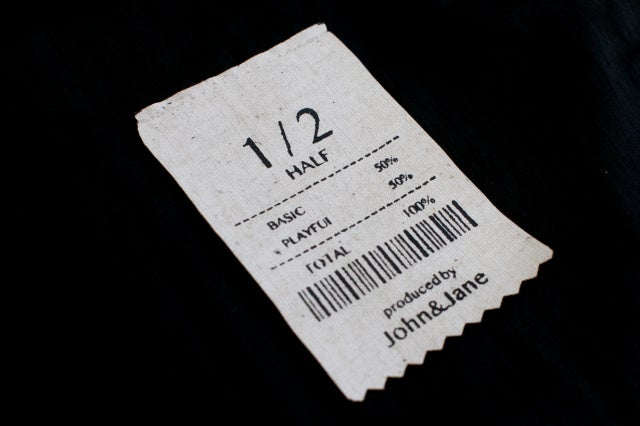 1/2
HALF
BASIC 50%
PLAYFUl 50%
TOTAL 100%
produced by
John&Jane